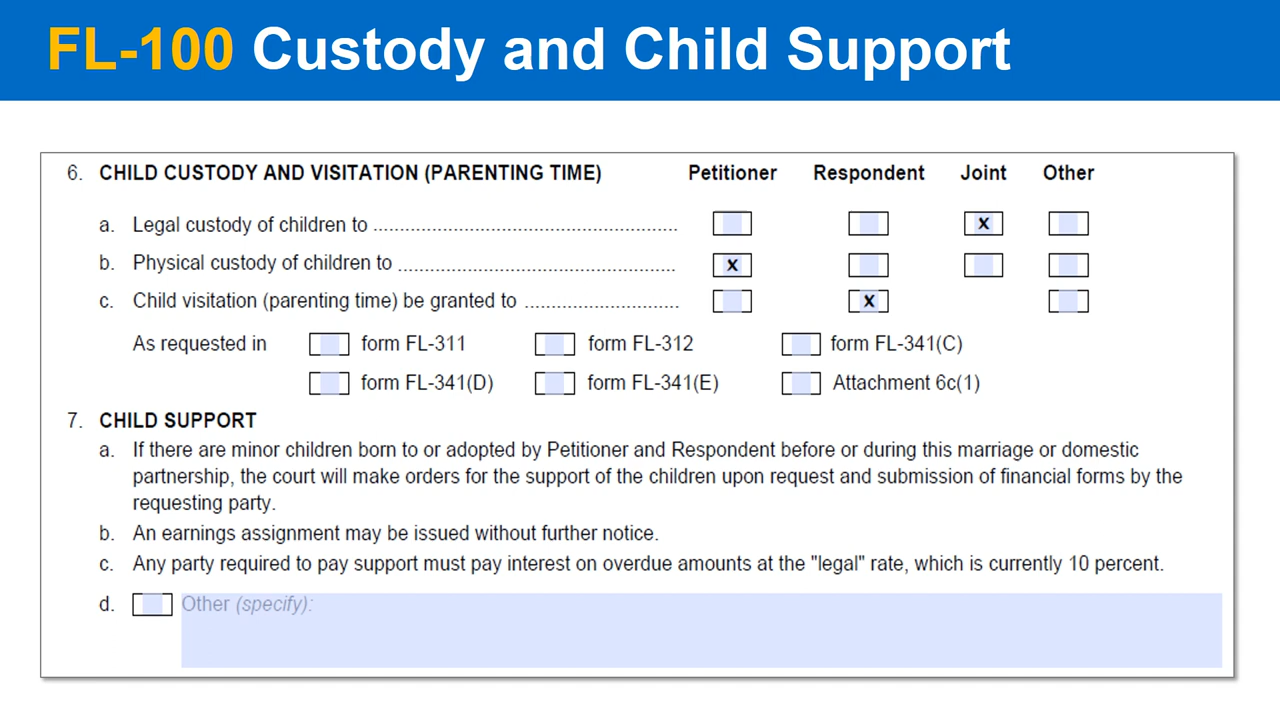 FL-100 Custody and Child Support
6. CHILD CUSTODY AND VISITATION (PARENTING TIME) Petitioner Respondent Joint Other
a. Legal custody of children to .......................................................... x
b. Physical custody of children to ..................................................... x
c. Child visitation (parenting time) be granted to ............................. x
As requested in form FL-311 form FL-312 form FL-341(C)
form FL-341(D) form FL-341(E) Attachment 6c(1)
7. CHILD SUPPORT
a. If there are minor children born to or adopted by Petitioner and Respondent before or during this marriage or domestic
partnership, the court will make orders for the support of the children upon request and submission of financial forms by the
requesting party.
b. An earnings assignment may be issued without further notice.
c. Any party required to pay support must pay interest on overdue amounts at the "legal" rate, which is currently 10 percent.
d. Other (specify):